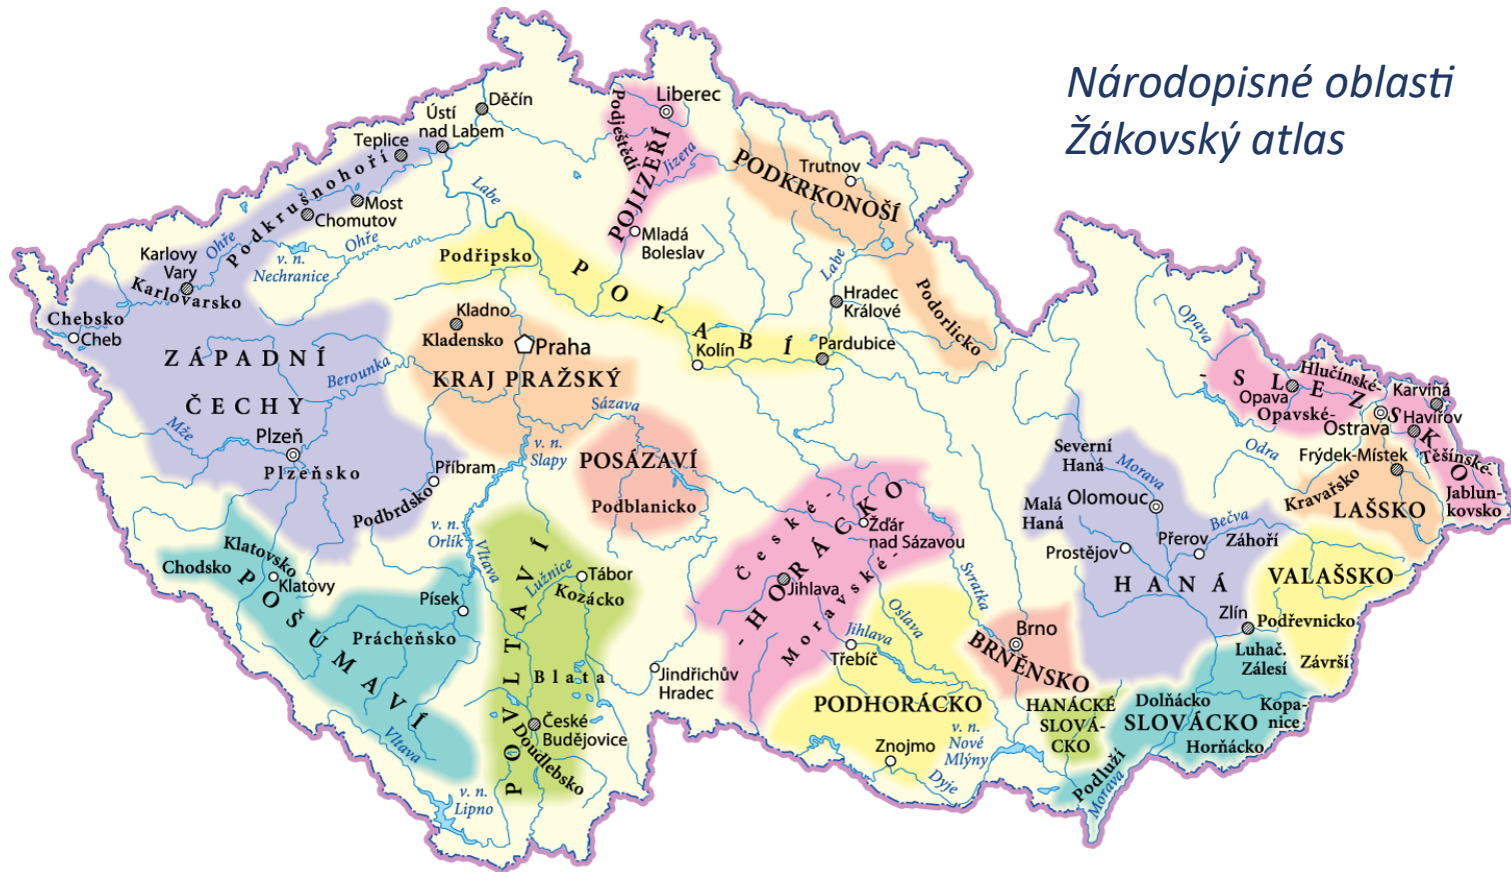 Národopisné oblasti
Žákovský atlas
Děčín
Ústí
nad Labem
Teplice
Most
Chomutov
Podkrušnohoří
Labe
Ohře
Ohře
v. n.
Nechranice
Karlovy
Vary
Karlovarsko
Chebsko
Cheb
ZÁPADNÍ
ČECHY
Berounka
Mže
Plzeň
Plzeňsko
Příbram
Podbrdsko
Liberec
Podještědí
POJIZEŘÍ
Jizera
Mladá
Boleslav
Trutnov
PODKRKONOŠÍ
Podorlicko
Labe
Hradec
Králové
Podřipsko
POLABÍ
Kolín
Pardubice
Kladno
Kladensko
Praha
KRAJ PRAŽSKÝ
Sázava
v. n.
Slapy
POSÁZAVÍ
Podblanicko
v. n.
Orlík
Vltava
Klatovsko
Chodsko
Klatovy
POŠUMAVÍ
Písek
Prácheňsko
Vltava
v. n.
Lipno
POVLTAVÍ
Lužnice
Tábor
Kozácko
Blata
České
Budějovice
Doudlebsko
Jindřichův
Hradec
České-
-HORÁCKO
Moravské-
Žďár
nad Sázavou
Jihlava
Třebíč
Jihlava
Oslava
Svratka
PODHORÁCKO
Znojmo
Dyje
v. n.
Nové
Mlýny
Brno
BRNĚNSKO
HANÁCKÉ
SLOVÁ-
CKO
Severní
Haná
Morava
Malá
Haná
Olomouc
Bečva
Prostějov
Přerov
Záhoří
HANÁ
Zlín
Luhač.
Zálesí
Dolňácko
SLOVÁCKO
Kopa-
nice
Horňácko
Podluží
Morava
VALAŠSKO
Podřevnicko
Závrší
Opava
-SLEZSKO
Hlučínské-
Opava
Opavské-
Karviná
Havířov
Ostrava
Těšínské-
Odra
Frýdek-Místek
Kravařsko
LAŠSKO
Jablun-
kovsko